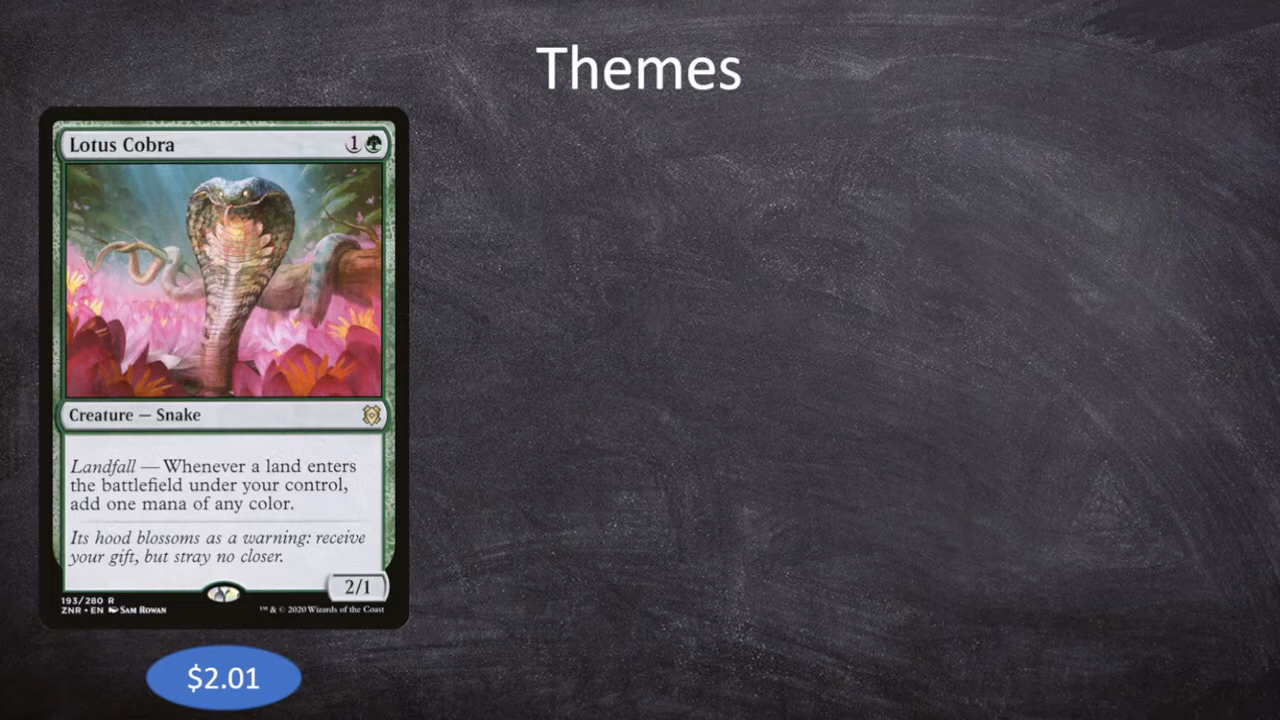 Themes
Lotus Cobra 1
Creature — Snake
Landfall — Whenever a land enters
the battlefield under your control,
add one mana of any color.
Its hood blossoms as a warning: receive
your gift, but stray no closer.
2/1
193/280 R
ZNR • EN Sam Rowan
™ & © 2020 Wizards of the Coast
$2.01